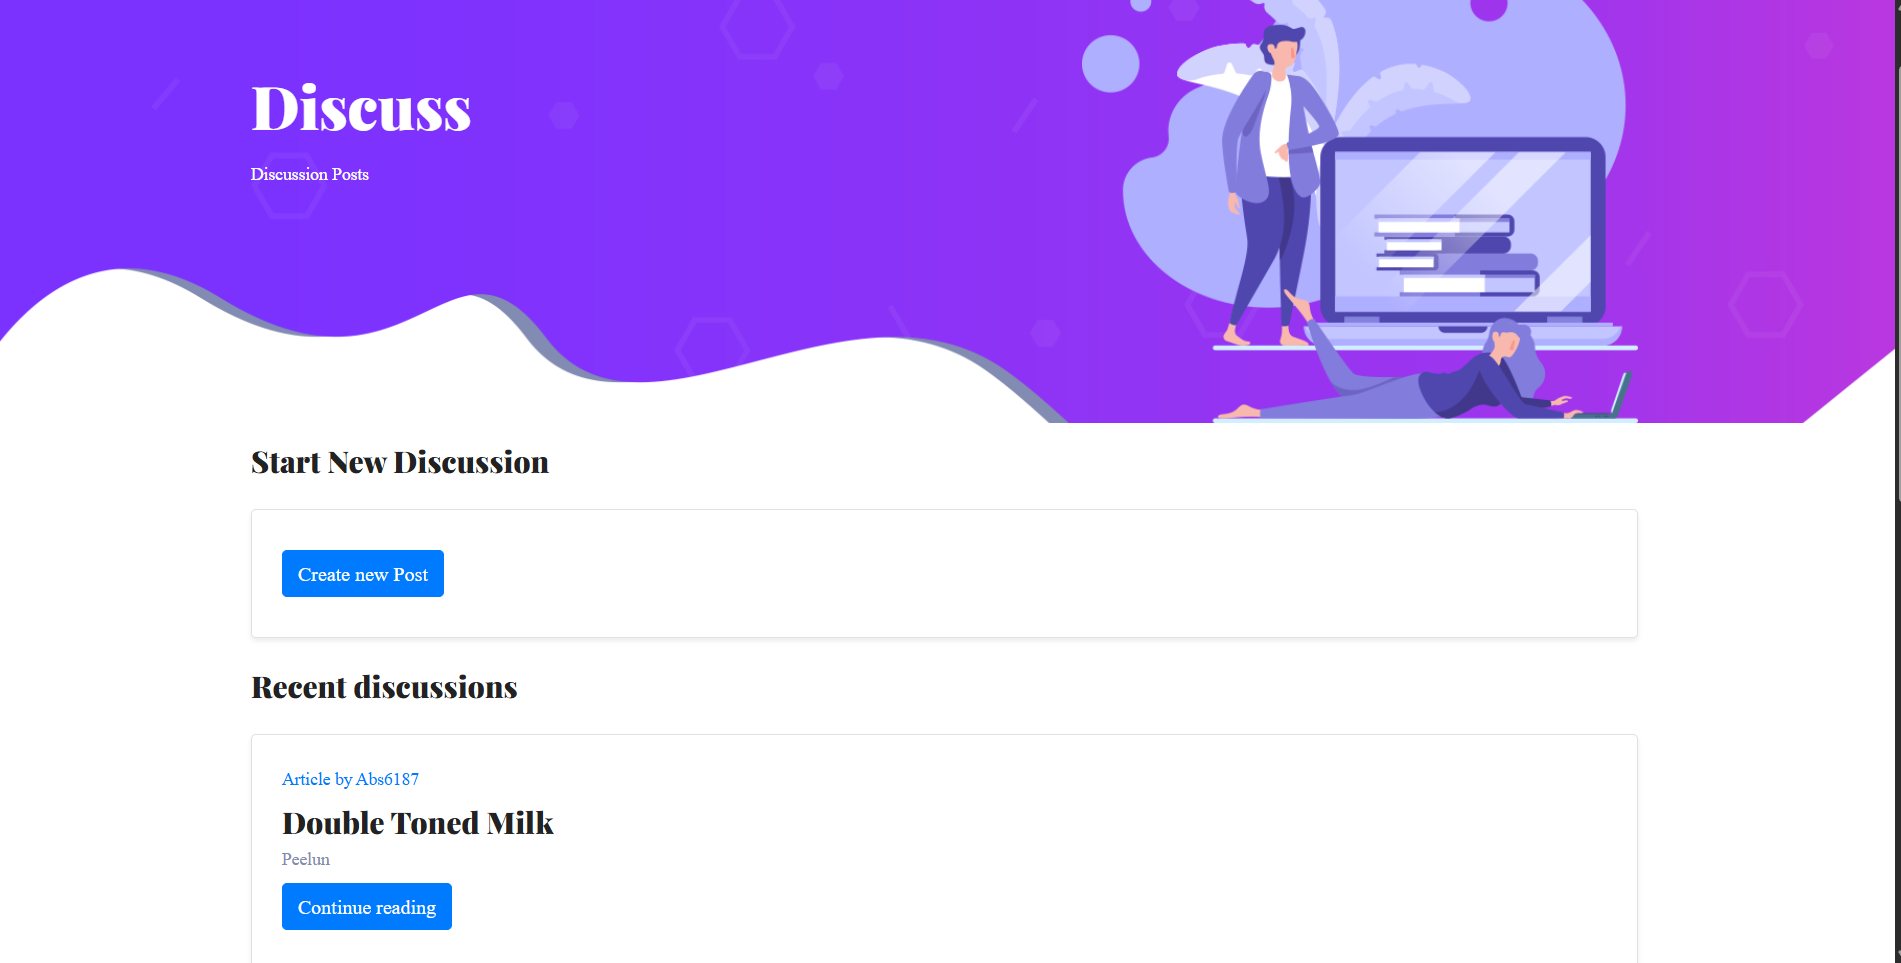 Discuss
Discussion Posts
Start New Discussion
Create new Post
Recent discussions
Article by Abs6187
Double Toned Milk
Peelun
Continue reading